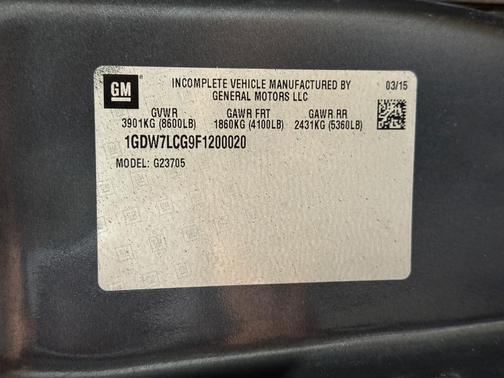 GM
INCOMPLETE VEHICLE MANUFACTURED BY
GENERAL MOTORS LLC
03/15
GVWR GAWR FRT GAWR RR
3901KG (8600LB) 1860KG (4100LB) 2431KG (5360LB)
1GDW7LCG9F1200020
MODEL: G23705